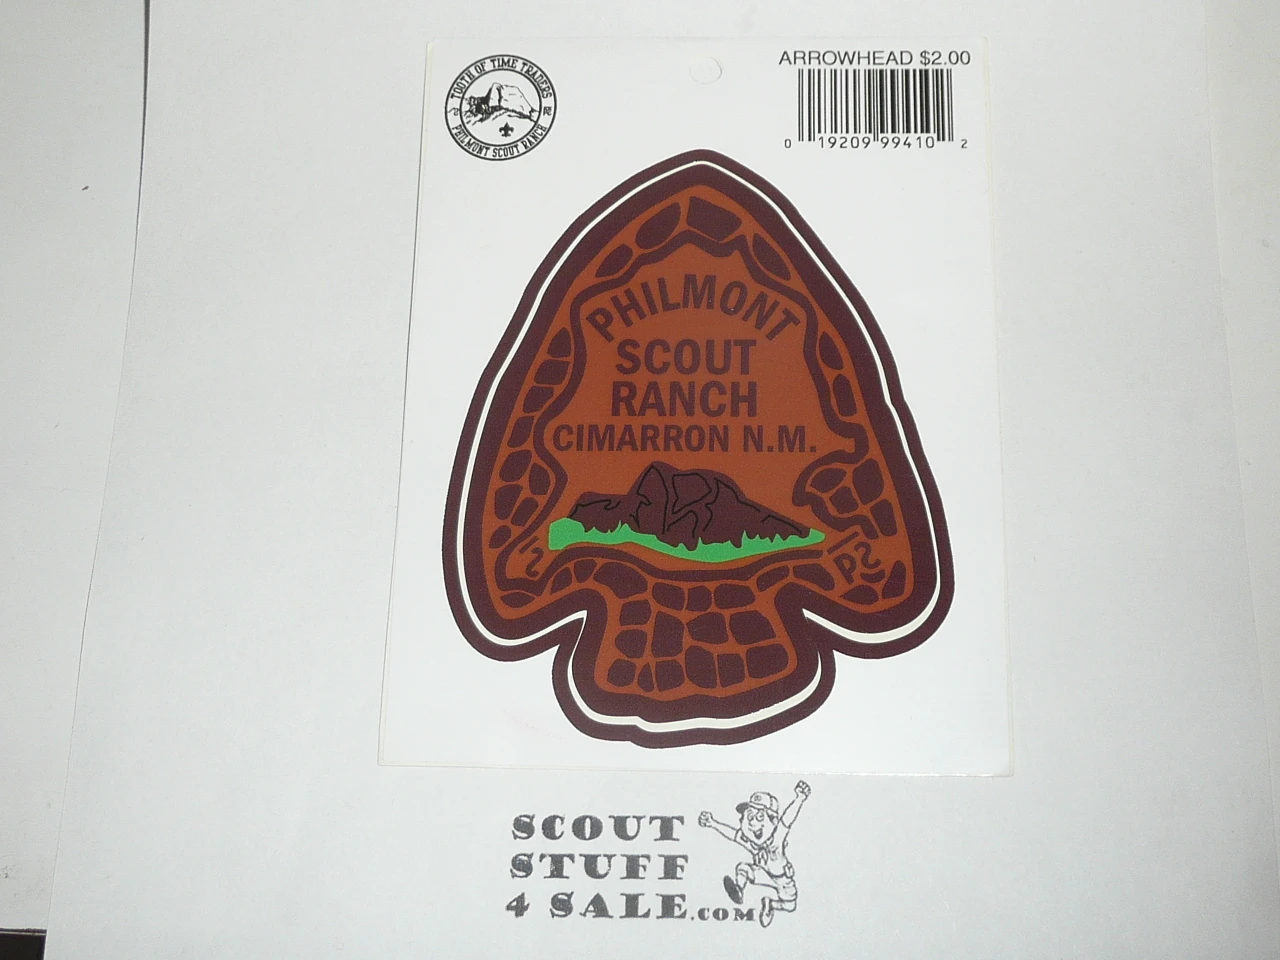 TOOTH OF TIME TRADERS
PHILMONT SCOUT RANCH
ARROWHEAD $2.00
0 19209 99410 2
PHILMONT
SCOUT
RANCH
CIMARRON N.M.
SCOUT
STUFF
4 SALE.COM